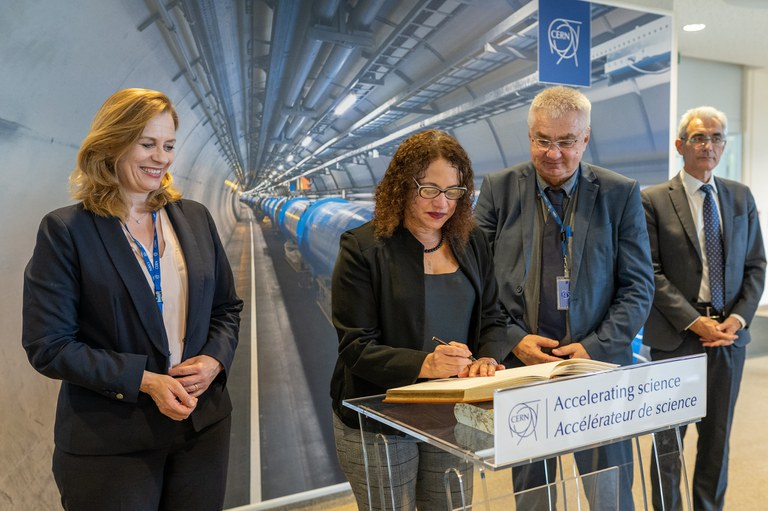 CERN
CERN
Accelerating science
Accélérateur de science